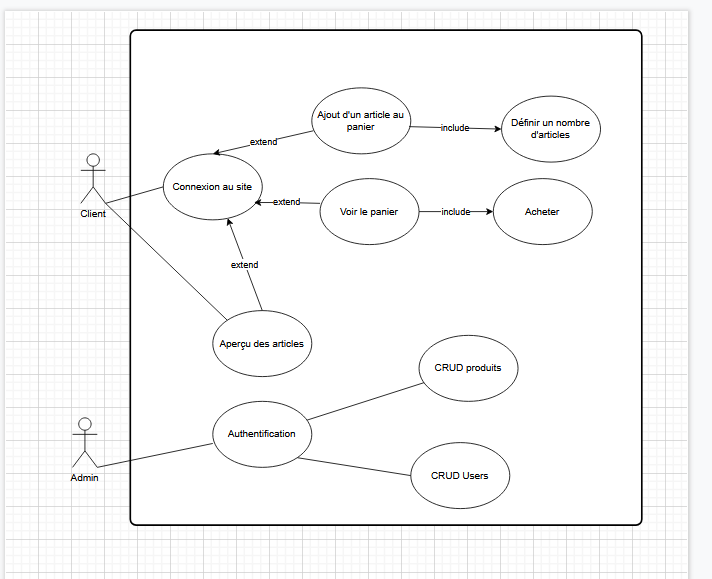 Ajout d'un article au
panier
Définir un nombre
d'articles
extend
include
Connexion au site
Client
extend
Voir le panier
include
Acheter
extend
Aperçu des articles
CRUD produits
Authentification
Admin
CRUD Users